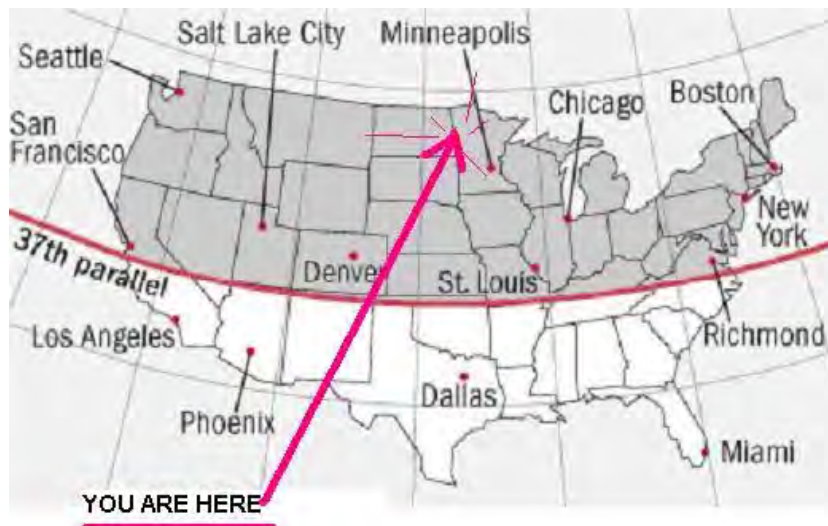 Salt Lake City
Minneapolis
Seattle
Chicago
Boston
San
Francisco
New
York
37th parallel
Denver
St. Louis
Los Angeles
Richmond
Dallas
Phoenix
Miami
YOU ARE HERE